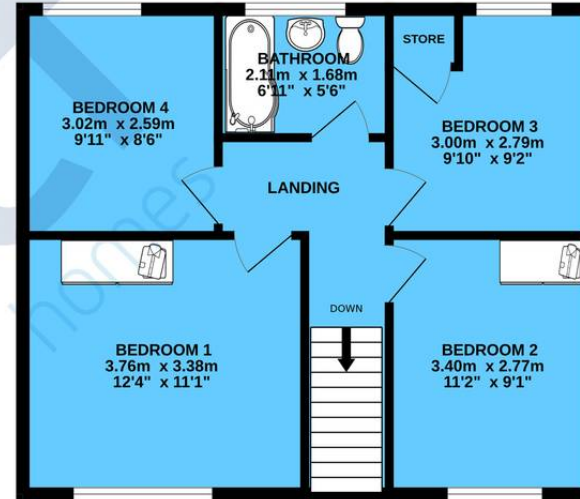 BEDROOM 4
3.02m x 2.59m
9'11" x 8'6"
BATHROOM
2.11m x 1.68m
6'11" x 5'6"
STORE
BEDROOM 3
3.00m x 2.79m
9'10" x 9'2"
LANDING
DOWN
BEDROOM 1
3.76m x 3.38m
12'4" x 11'1"
BEDROOM 2
3.40m x 2.77m
11'2" x 9'1"
homes